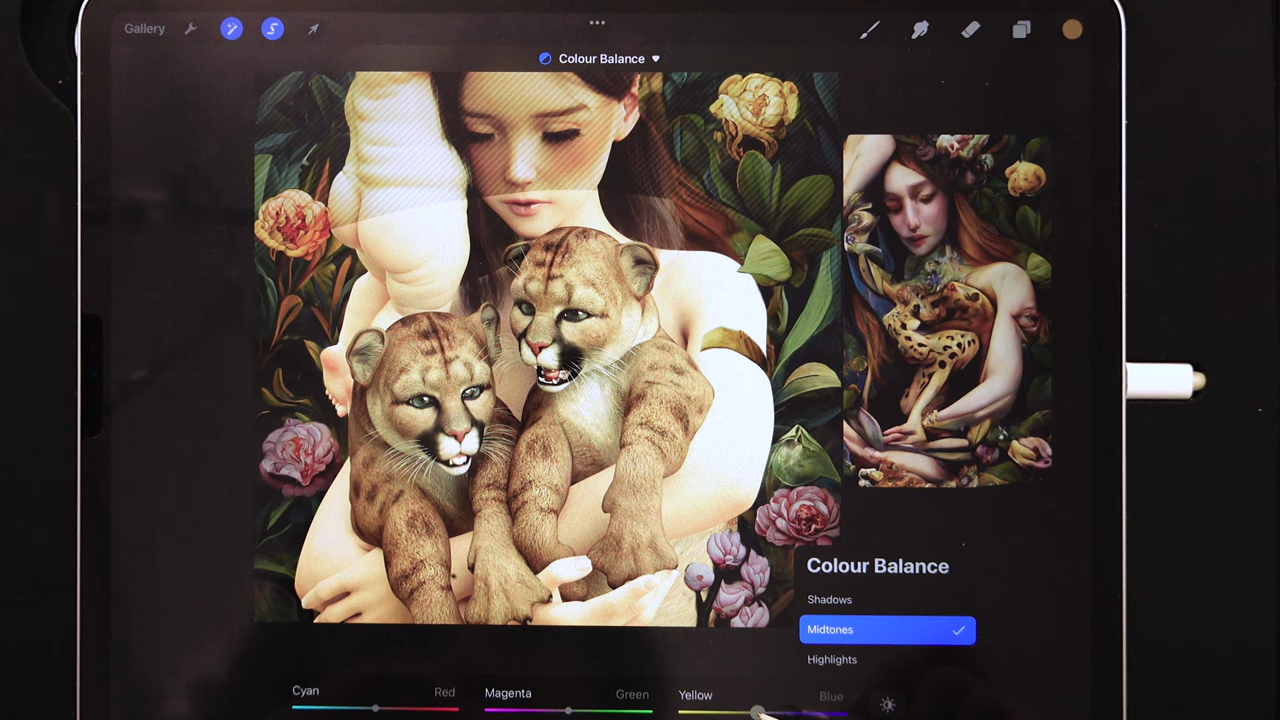 Gallery
Colour Balance
Colour Balance
Shadows
Midtones
Highlights
Cyan Red Magenta Green Yellow Blue